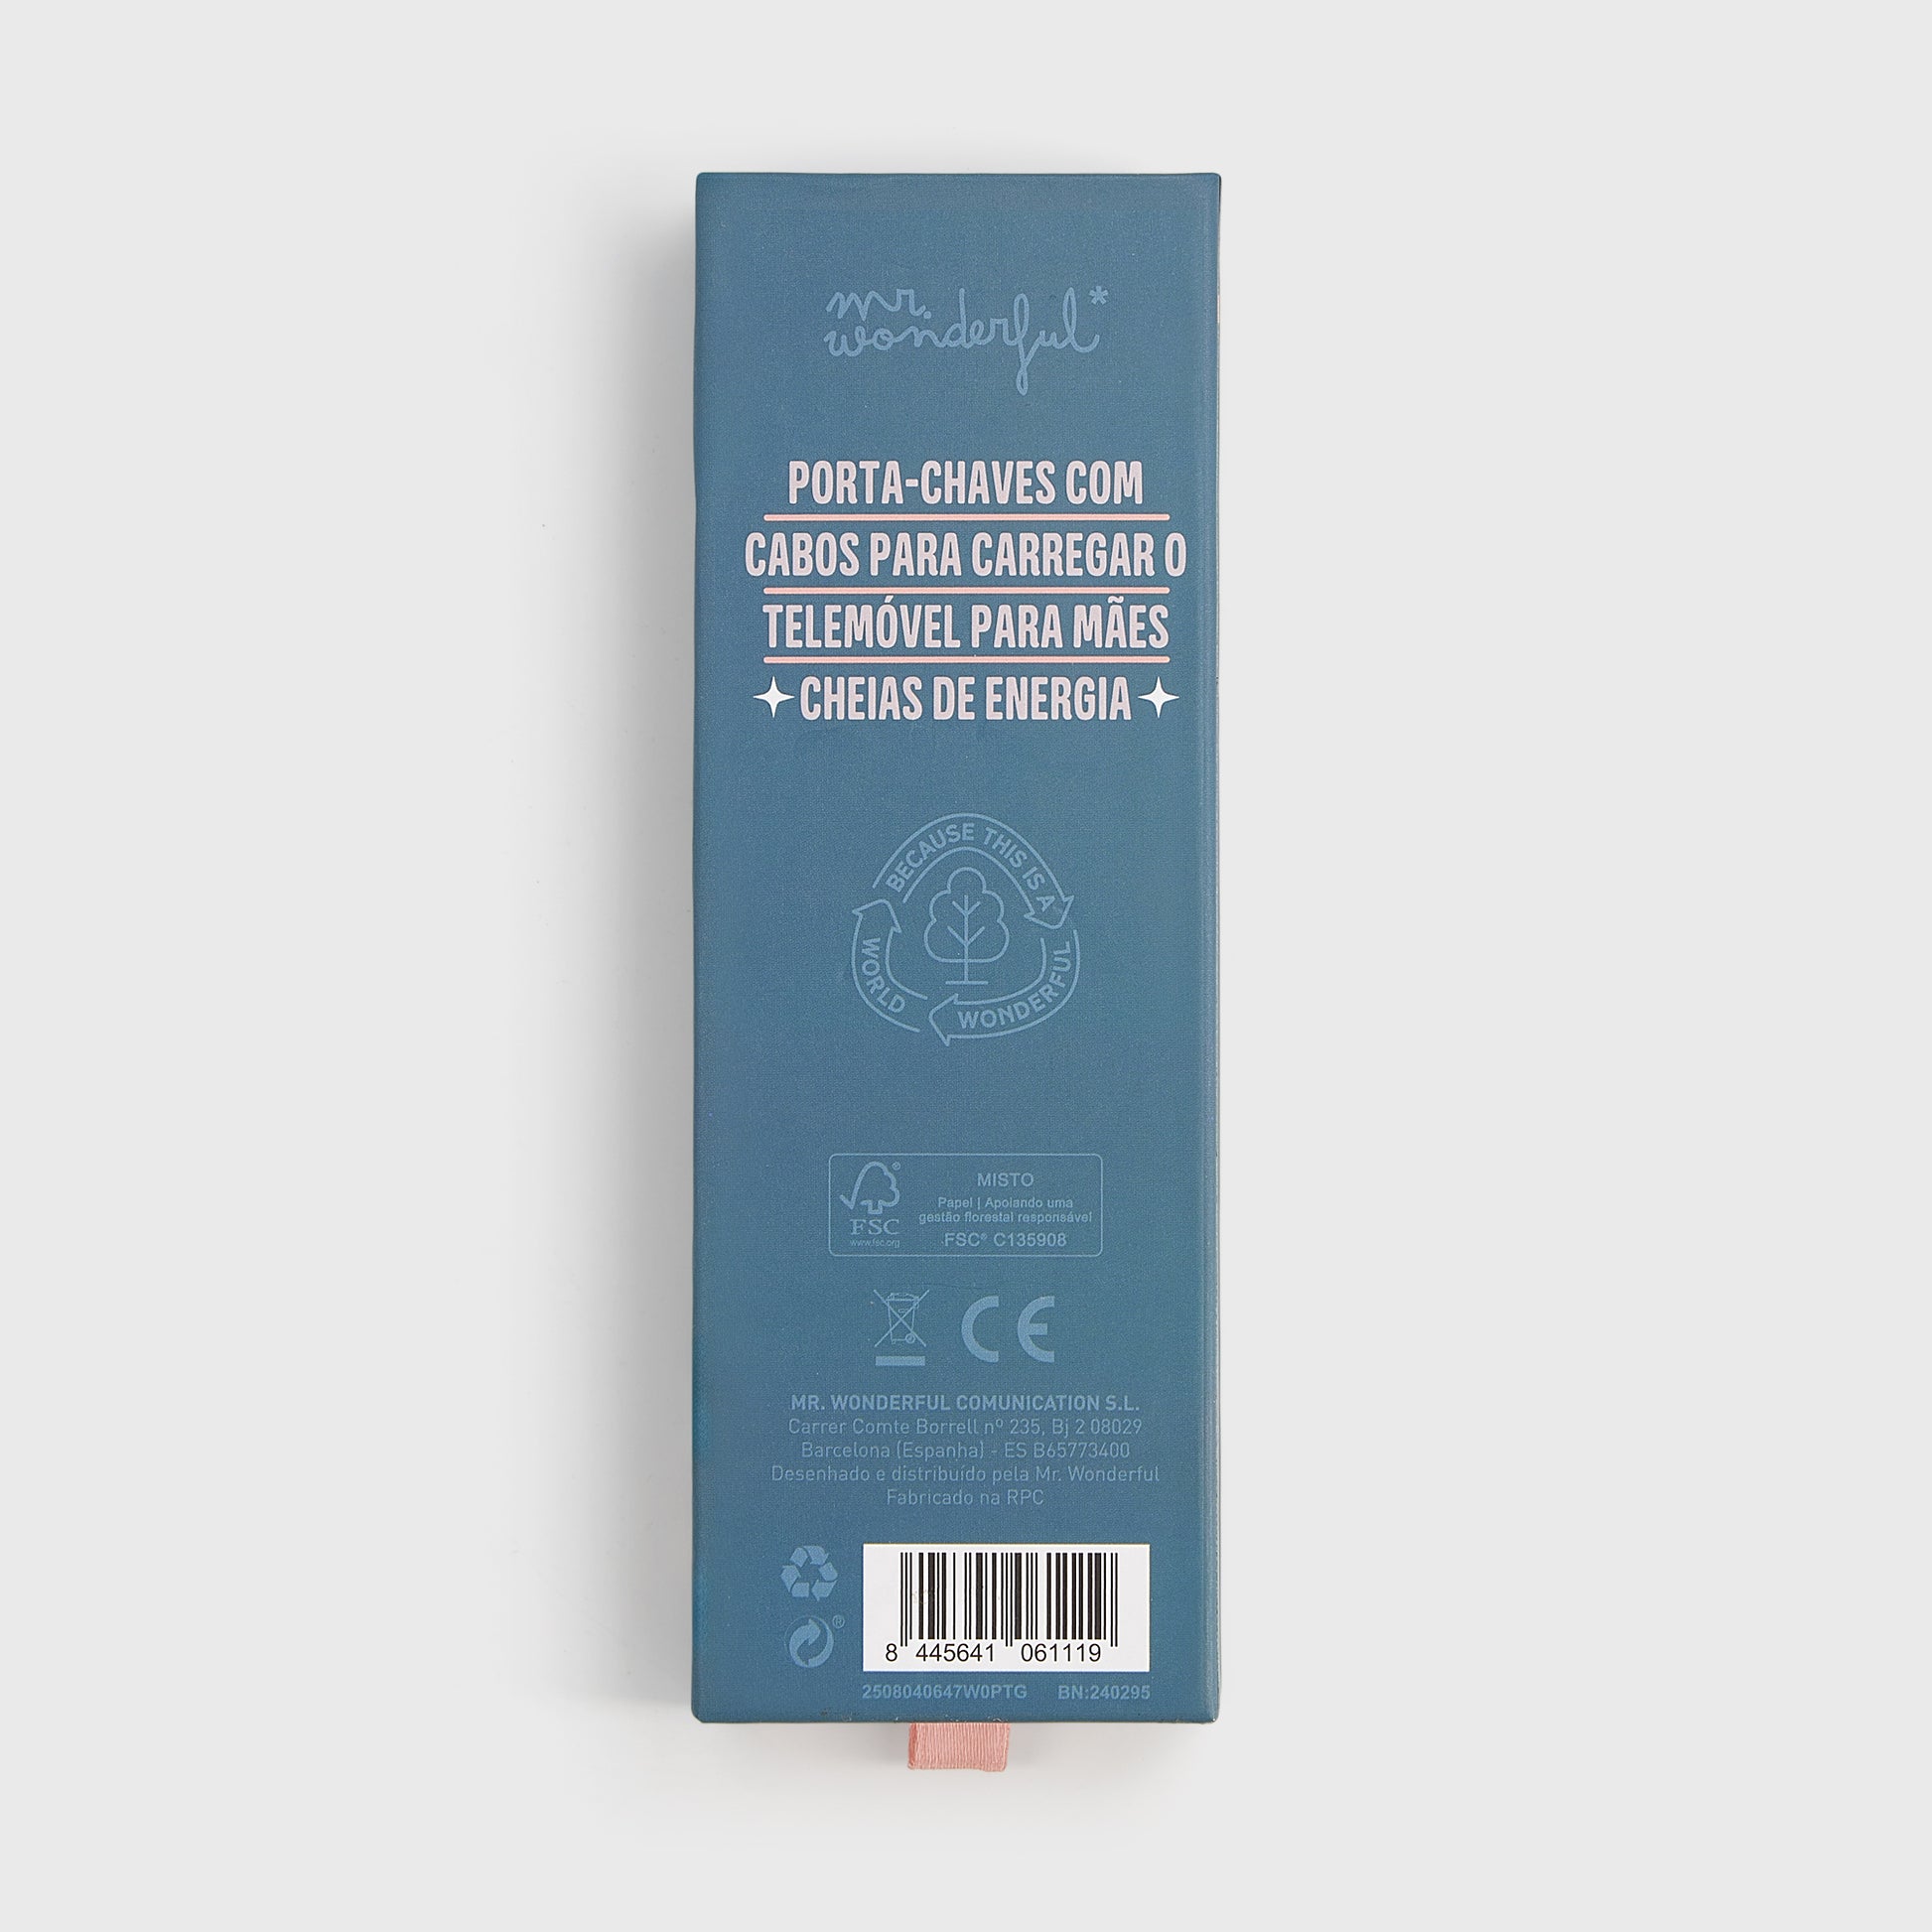 mr.
wonderful*
PORTA-CHAVES COM
CABOS PARA CARREGAR O
TELEMÓVEL PARA MÃES
CHEIAS DE ENERGIA
BECAUSE THIS IS A
WONDERFUL
WORLD
MISTO
Papel | Apoiando uma
gestão florestal responsável
FSC® C135908
FSC
www.fsc.org
CE
MR. WONDERFUL COMUNICATION S.L.
Carrer Comte Borrell nº 235, Bj 2 08029
Barcelona (Espanha) - ES B65773400
Desenhado e distribuído pela Mr. Wonderful
Fabricado na RPC
8 445641 061119
2508040647W0PTG BN:240295